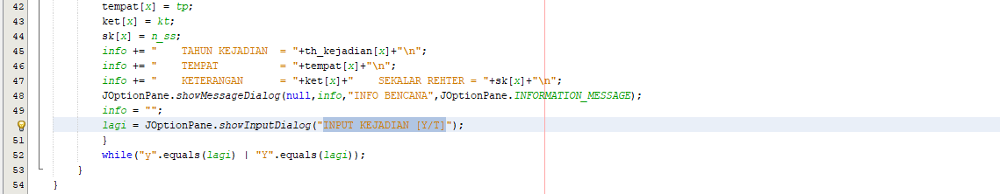 42 tempat[x] = tp;
43 ket[x] = kt;
44 sk[x] = n_ss;
45 info += "    TAHUN KEJADIAN  = "+th_kejadian[x]+"\n";
46 info += "    TEMPAT          = "+tempat[x]+"\n";
47 info += "    KETERANGAN      = "+ket[x]+"    SEKALAR REHTER = "+sk[x]+"\n";
48 JOptionPane.showMessageDialog(null,info,"INFO BENCANA",JOptionPane.INFORMATION_MESSAGE);
49 info = "";
lagi = JOptionPane.showInputDialog("INPUT KEJADIAN [Y/T]");
51 }
52 while("y".equals(lagi) | "Y".equals(lagi));
53 }
54 }